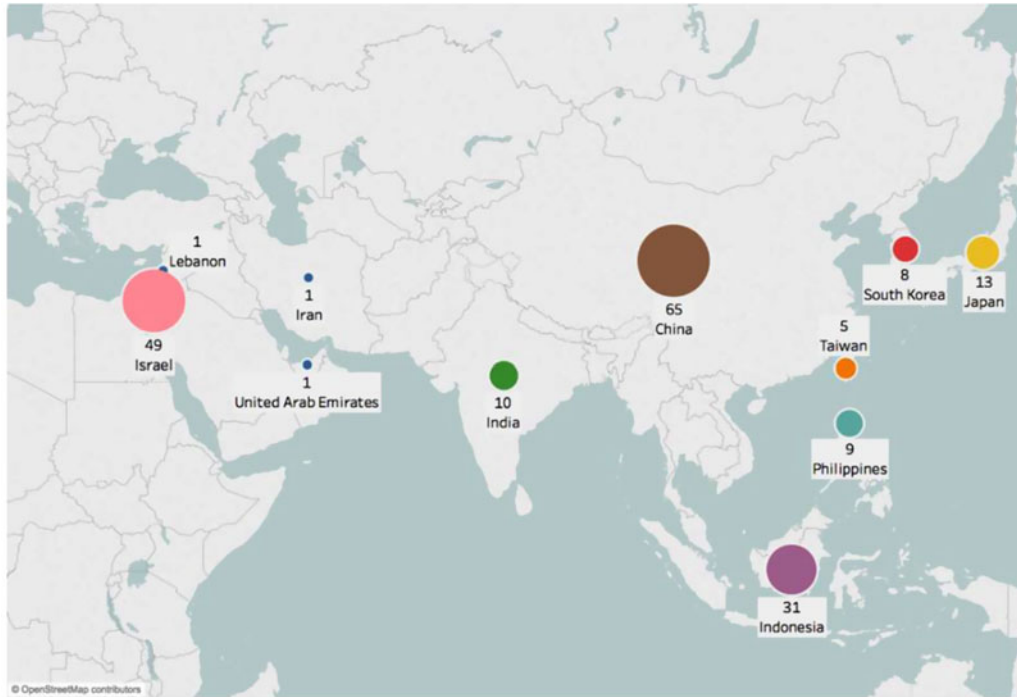 1
Lebanon
1
Iran
49
Israel
1
United Arab Emirates
10
India
65
China
8
South Korea
13
Japan
5
Taiwan
9
Philippines
31
Indonesia
© OpenStreetMap contributors